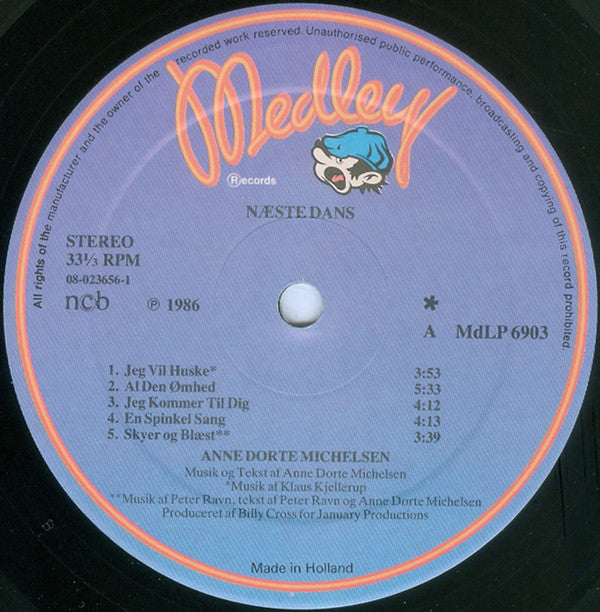 All rights of the manufacturer and the owner of the recorded work reserved. Unauthorised public performance, broadcasting and copying of this record prohibited.
Medley
Records
NÆSTE DANS
STEREO
33⅓ RPM
08-023656-1
ncb ℗ 1986
*
A MdLP 6903
1. Jeg Vil Huske* 3:53
2. Al Den Ømhed 5:33
3. Jeg Kommer Til Dig 4:12
4. En Spinkel Sang 4:13
5. Skyer og Blæst** 3:39
ANNE DORTE MICHELSEN
Musik og Tekst af Anne Dorte Michelsen
*Musik af Klaus Kjellerup
**Musik af Peter Ravn, tekst af Peter Ravn og Anne Dorte Michelsen
Produceret af Billy Cross for January Productions
Made in Holland